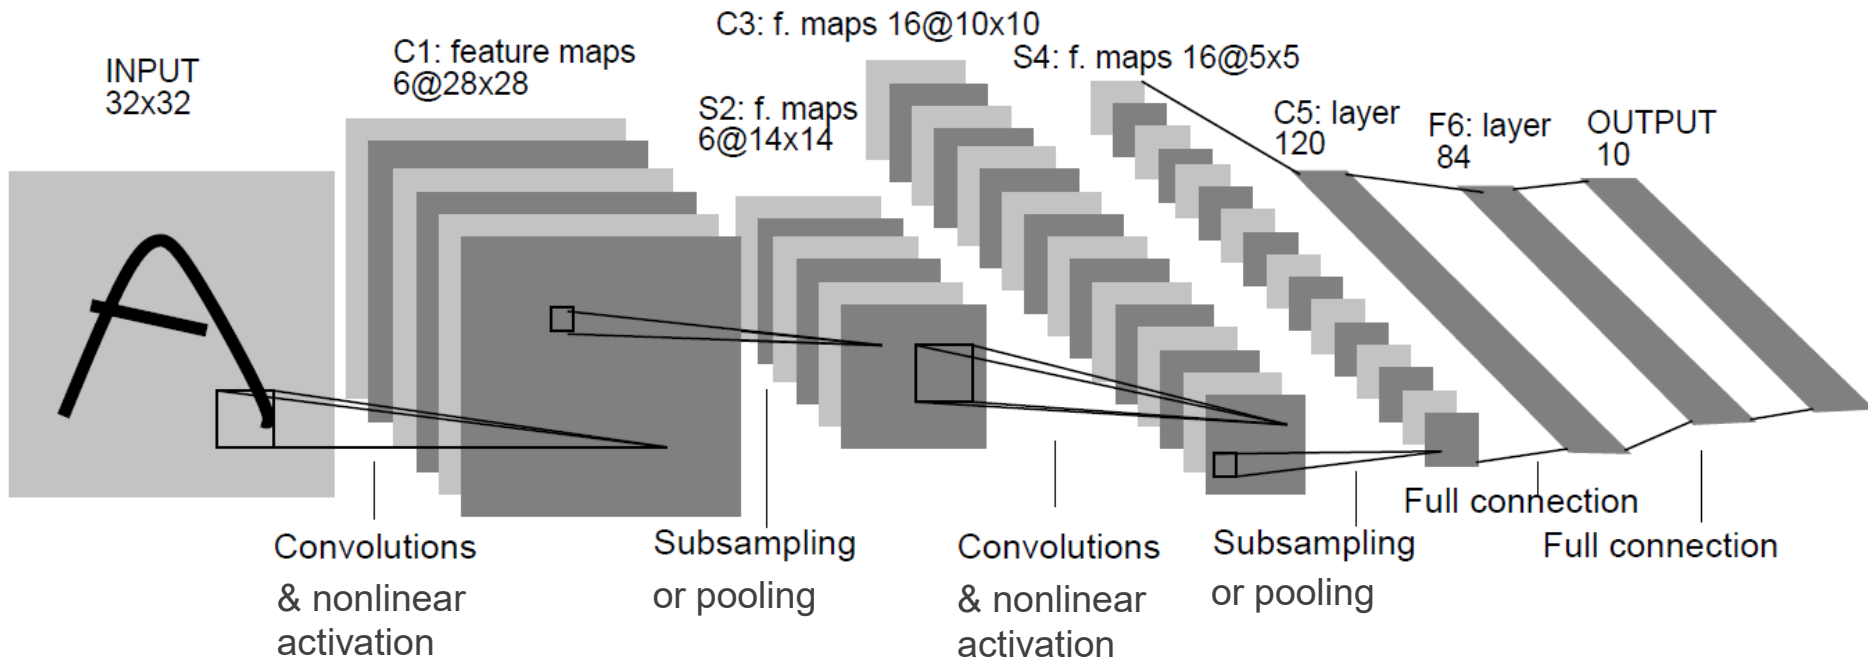 INPUT
32x32
C1: feature maps
6@28x28
S2: f. maps
6@14x14
C3: f. maps 16@10x10
S4: f. maps 16@5x5
C5: layer
120
F6: layer
84
OUTPUT
10
Convolutions
& nonlinear
activation
Subsampling
or pooling
Convolutions
& nonlinear
activation
Subsampling
or pooling
Full connection
Full connection